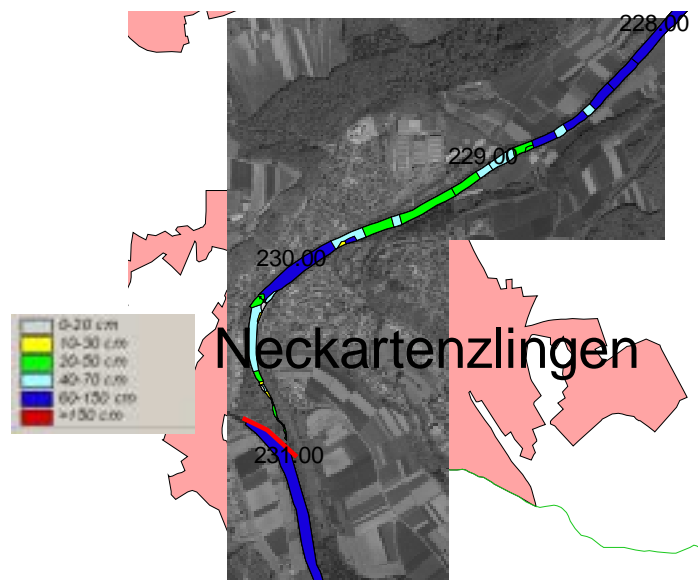 228.00
229.00
230.00
0-20 cm
10-30 cm
20-50 cm
40-70 cm
60-150 cm
>150 cm
Neckartenzlingen
231.00